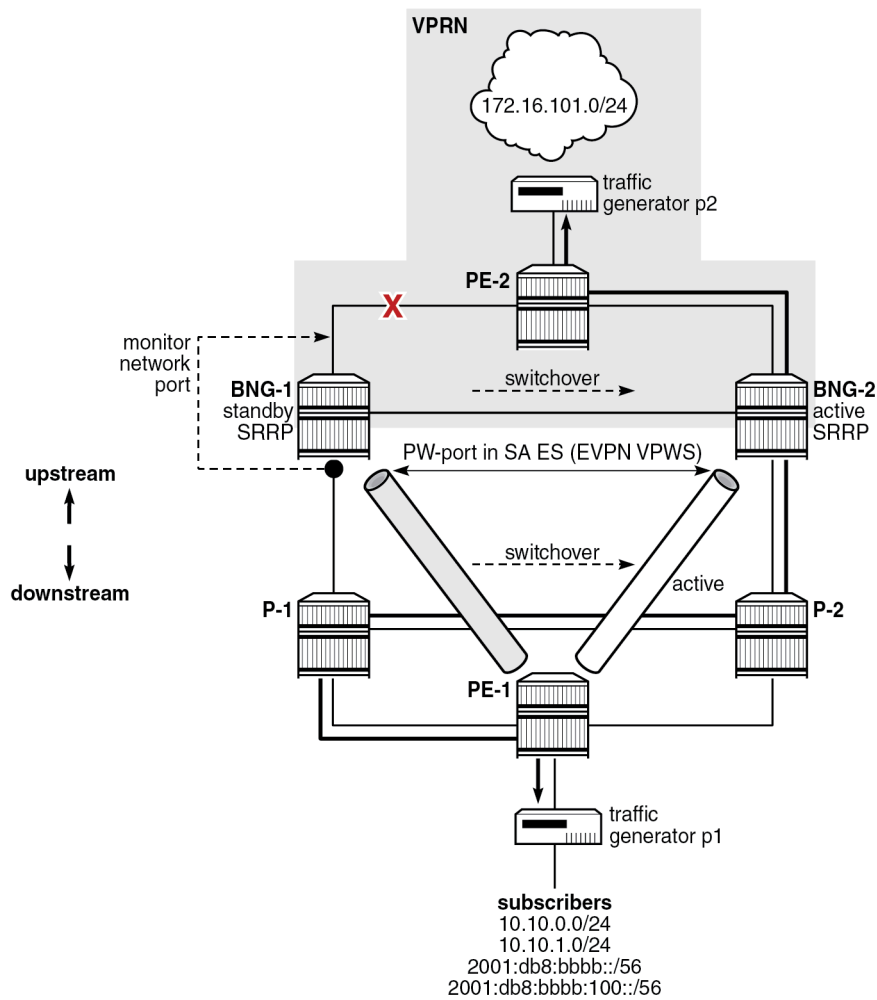 VPRN
172.16.101.0/24
traffic
generator p2
PE-2
X
monitor
network
port
BNG-1
standby
SRRP
switchover
BNG-2
active
SRRP
PW-port in SA ES (EVPN VPWS)
upstream
downstream
switchover
active
P-1
P-2
PE-1
traffic
generator p1
subscribers
10.10.0.0/24
10.10.1.0/24
2001:db8:bbbb::/56
2001:db8:bbbb:100::/56